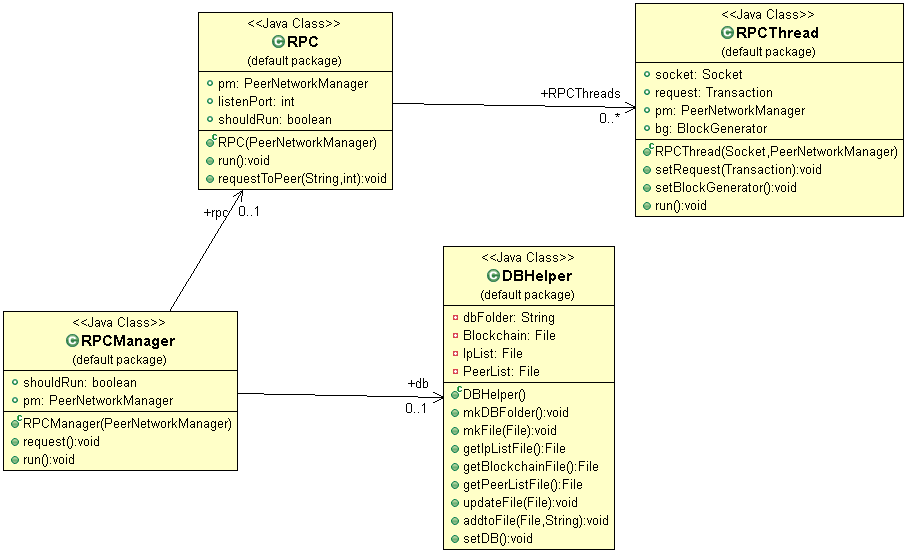 <<Java Class>>
RPC
(default package)
pm: PeerNetworkManager
listenPort: int
shouldRun: boolean
RPC(PeerNetworkManager)
run():void
requestToPeer(String,int):void
<<Java Class>>
RPCThread
(default package)
socket: Socket
request: Transaction
pm: PeerNetworkManager
bg: BlockGenerator
RPCThread(Socket,PeerNetworkManager)
setRequest(Transaction):void
setBlockGenerator():void
run():void
+RPCThreads
0..*
+rpc
0..1
<<Java Class>>
DBHelper
(default package)
dbFolder: String
Blockchain: File
IpList: File
PeerList: File
DBHelper()
mkDBFolder():void
mkFile(File):void
getIpListFile():File
getBlockchainFile():File
getPeerListFile():File
updateFile(File):void
addtoFile(File,String):void
setDB():void
<<Java Class>>
RPCManager
(default package)
shouldRun: boolean
pm: PeerNetworkManager
RPCManager(PeerNetworkManager)
request():void
run():void
+db
0..1